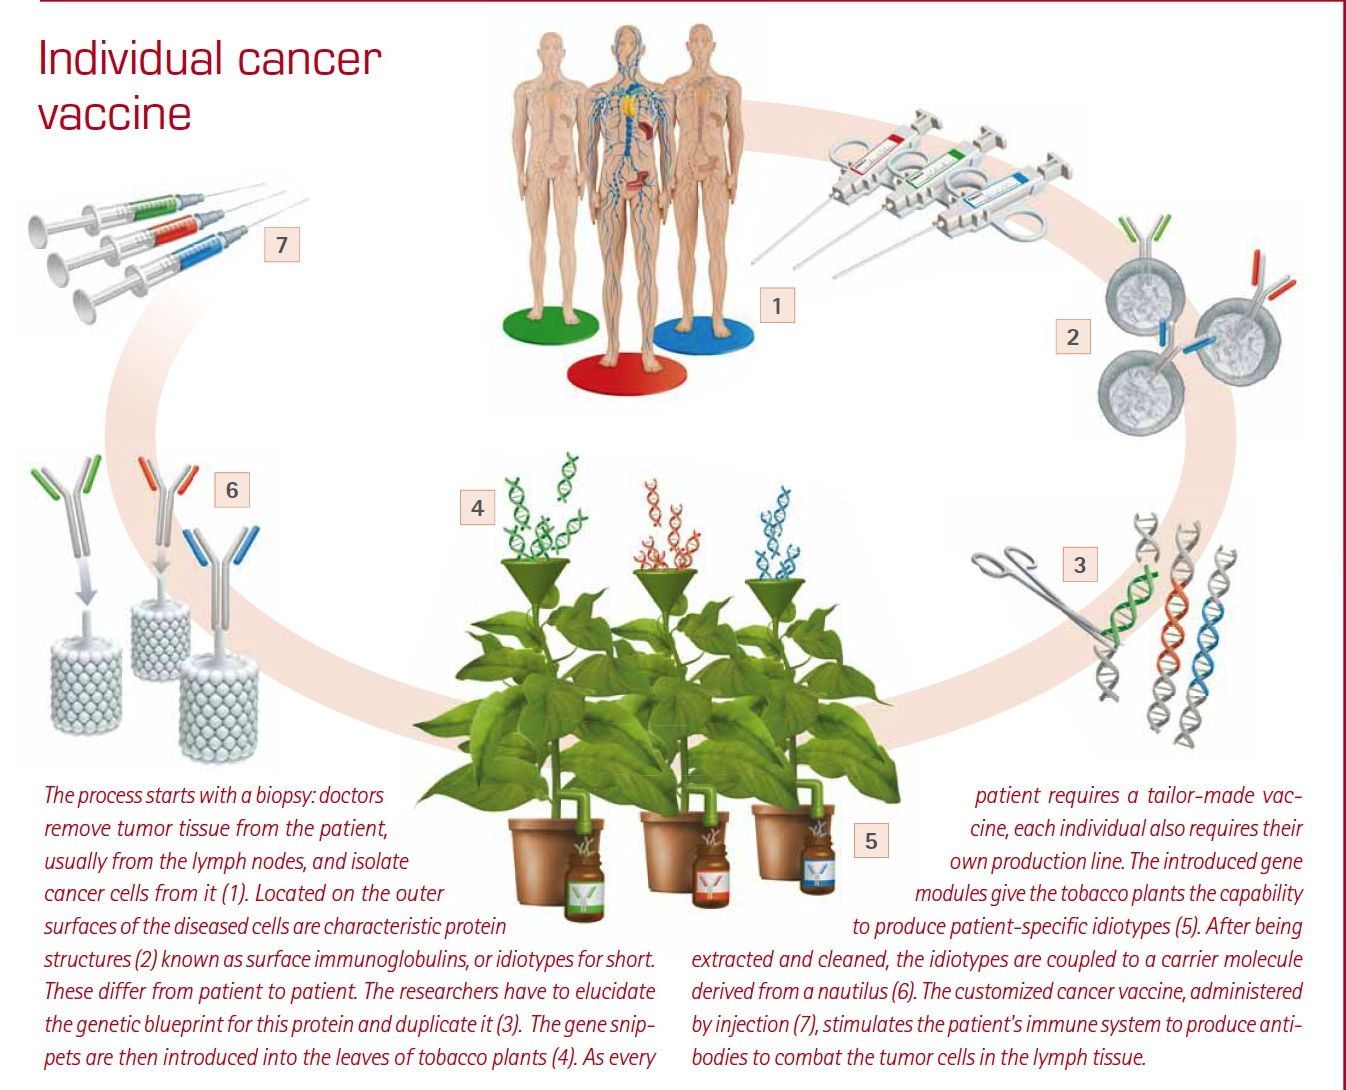 Individual cancer
vaccine
7
1
2
6
4
3
5
The process starts with a biopsy: doctors
remove tumor tissue from the patient,
usually from the lymph nodes, and isolate
cancer cells from it (1). Located on the outer
surfaces of the diseased cells are characteristic protein
structures (2) known as surface immunoglobulins, or idiotypes for short.
These differ from patient to patient. The researchers have to elucidate
the genetic blueprint for this protein and duplicate it (3). The gene snip-
pets are then introduced into the leaves of tobacco plants (4). As every
patient requires a tailor-made vac-
cine, each individual also requires their
own production line. The introduced gene
modules give the tobacco plants the capability
to produce patient-specific idiotypes (5). After being
extracted and cleaned, the idiotypes are coupled to a carrier molecule
derived from a nautilus (6). The customized cancer vaccine, administered
by injection (7), stimulates the patient's immune system to produce anti-
bodies to combat the tumor cells in the lymph tissue.